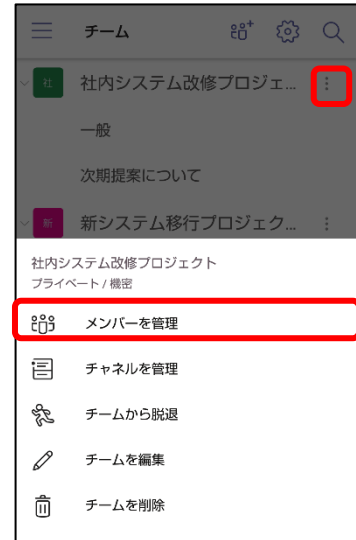 チーム
社 社内システム改修プロジェ...
一般
次期提案について
新 新システム移行プロジェク...
社内システム改修プロジェクト
プライベート / 機密
メンバーを管理
チャネルを管理
チームから脱退
チームを編集
チームを削除